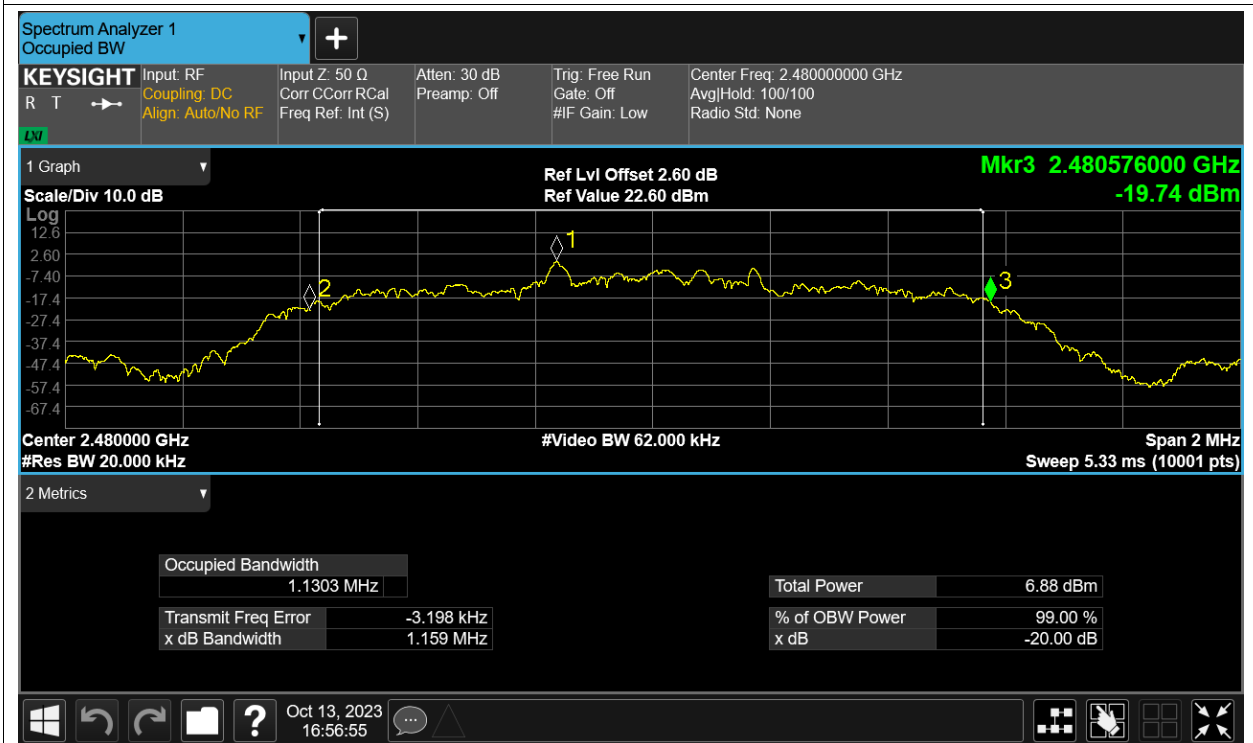 Spectrum Analyzer 1
Occupied BW
KEYSIGHT
R T
LXI
Input: RF
Coupling: DC
Align: Auto/No RF
Input Z: 50 Ω
Corr CCorr RCal
Freq Ref: Int (S)
Atten: 30 dB
Preamp: Off
Trig: Free Run
Gate: Off
#IF Gain: Low
Center Freq: 2.480000000 GHz
Avg|Hold: 100/100
Radio Std: None
1 Graph
Scale/Div 10.0 dB
Ref Lvl Offset 2.60 dB
Ref Value 22.60 dBm
Mkr3 2.480576000 GHz
-19.74 dBm
Log
12.6
2.60
-7.40
-17.4
-27.4
-37.4
-47.4
-57.4
-67.4
1
2
3
Center 2.480000 GHz
#Video BW 62.000 kHz
Span 2 MHz
#Res BW 20.000 kHz
Sweep 5.33 ms (10001 pts)
2 Metrics
Occupied Bandwidth
1.1303 MHz
Total Power 6.88 dBm
Transmit Freq Error -3.198 kHz
% of OBW Power 99.00 %
x dB Bandwidth 1.159 MHz
x dB -20.00 dB
?
Oct 13, 2023
16:56:55